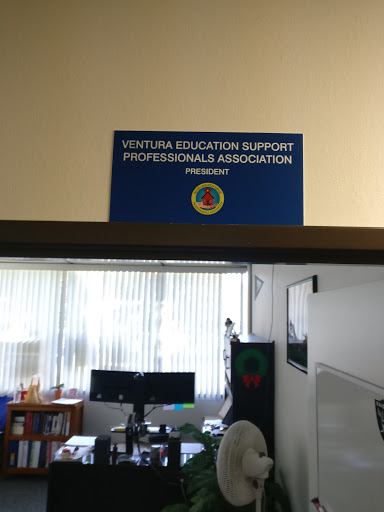 VENTURA EDUCATION SUPPORT
PROFESSIONALS ASSOCIATION
PRESIDENT